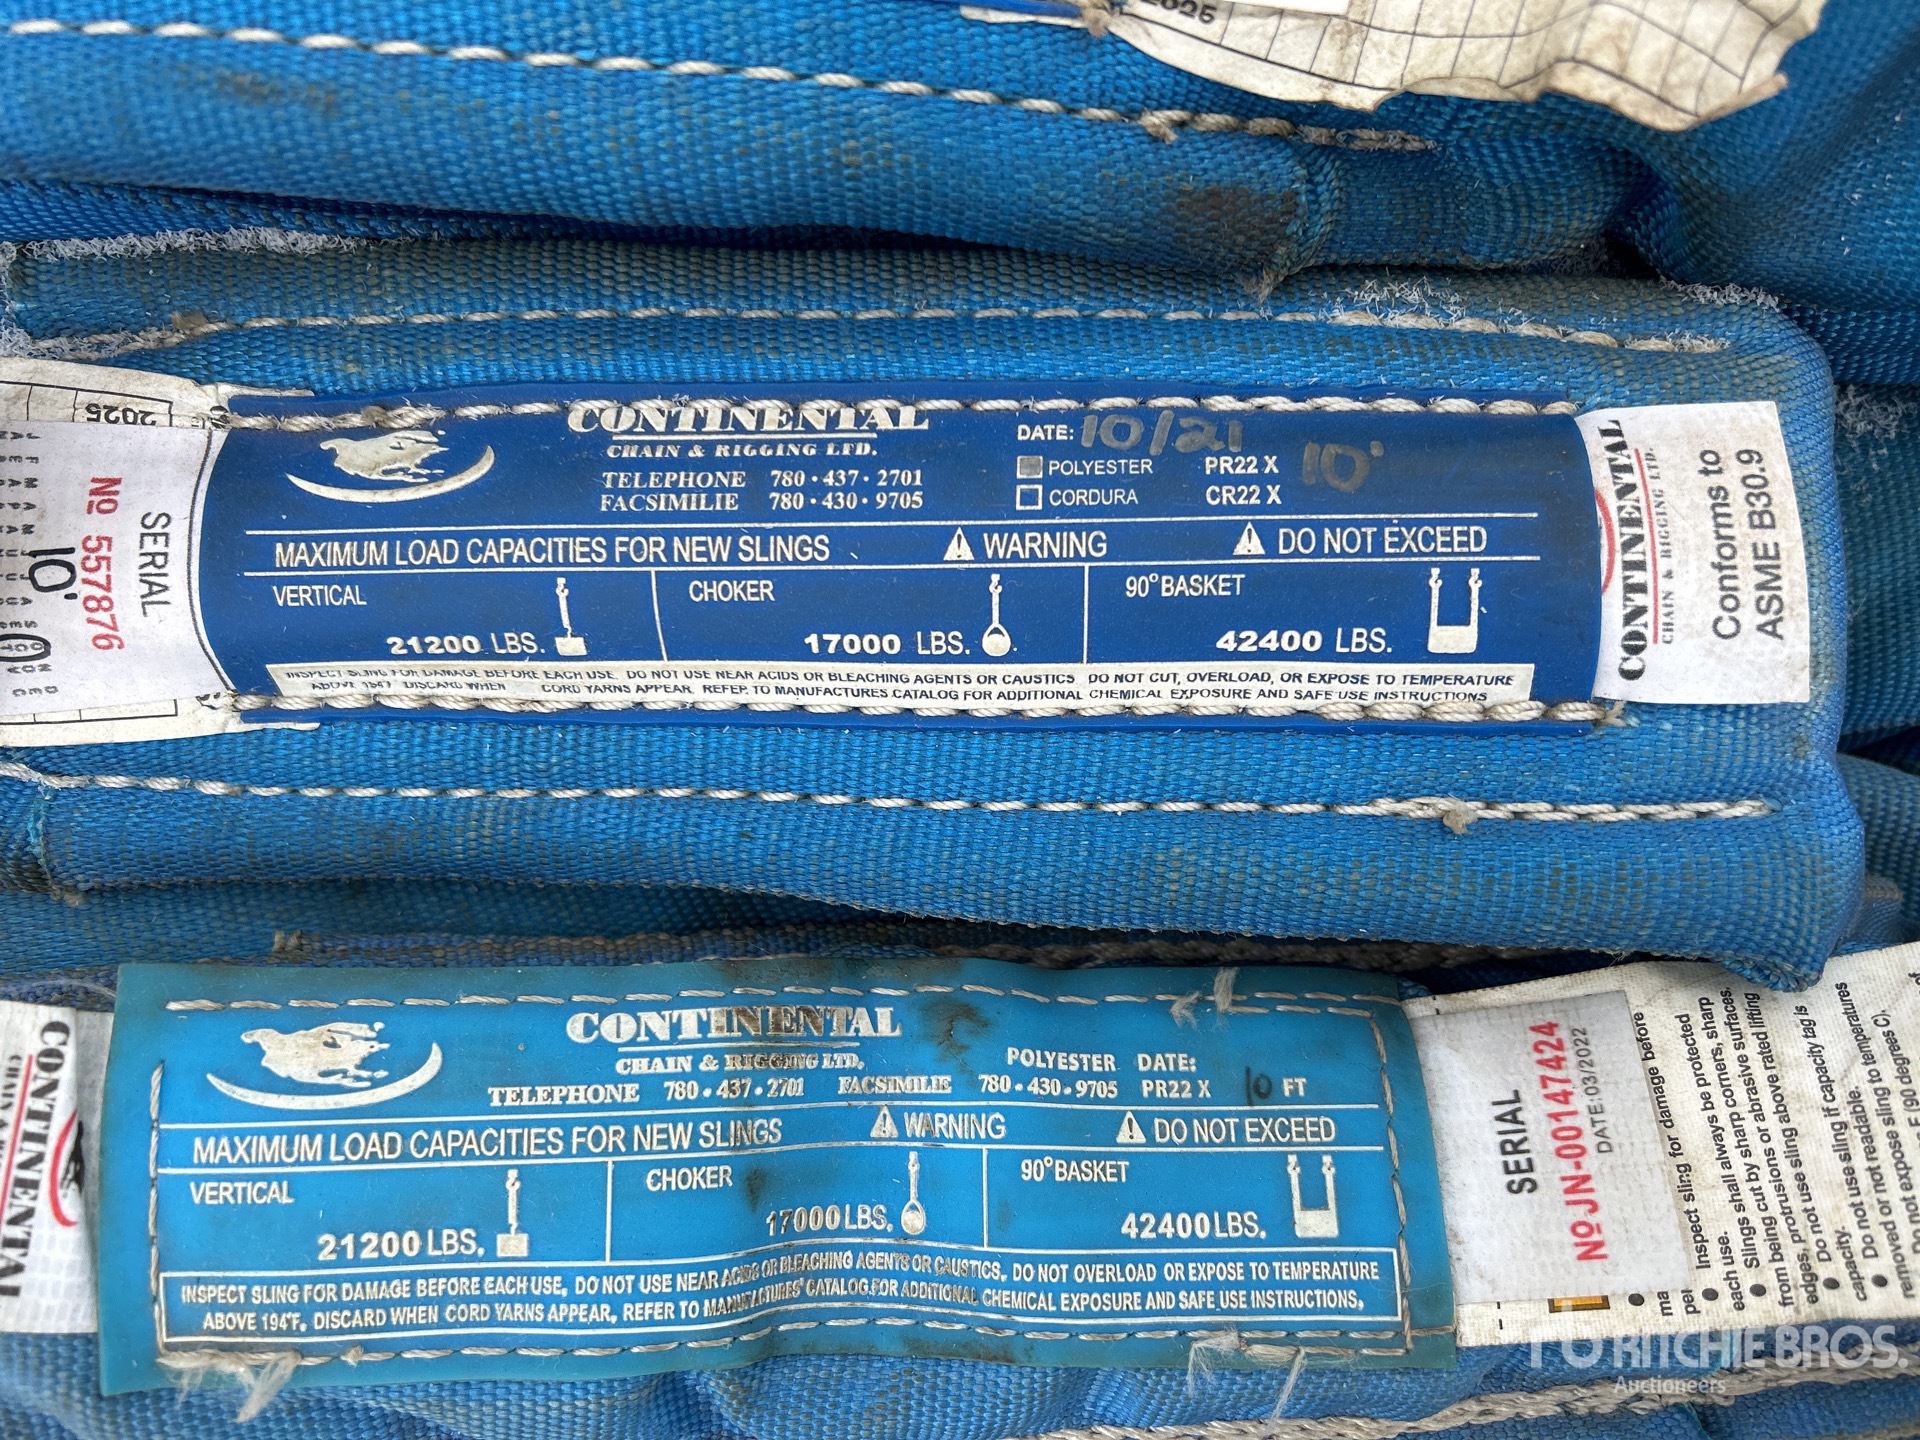 2025
CONTINENTAL
CHAIN & RIGGING LTD.
TELEPHONE 780・437・2701
FACSIMILIE 780・430・9705
DATE: 10/21
POLYESTER PR22 X 10'
CORDURA CR22 X
MAXIMUM LOAD CAPACITIES FOR NEW SLINGS
WARNING
DO NOT EXCEED
VERTICAL
21200 LBS.
CHOKER
17000 LBS.
90° BASKET
42400 LBS.
INSPECT SLING FOR DAMAGE BEFORE EACH USE. DO NOT USE NEAR ACIDS OR BLEACHING AGENTS OR CAUSTICS. DO NOT CUT, OVERLOAD, OR EXPOSE TO TEMPERATURE
ABOVE 194°F. DISCARD WHEN CORD YARNS APPEAR. REFER TO MANUFACTURES CATALOG FOR ADDITIONAL CHEMICAL EXPOSURE AND SAFE USE INSTRUCTIONS
2025
SERIAL
No 557876
10'
CONTINENTAL
CHAIN & RIGGING LTD.
Conforms to
ASME B30.9
CONTINENTAL
CONTINENTAL
CHAIN & RIGGING LTD.
TELEPHONE 780・437・2701 FACSIMILIE 780・430・9705
POLYESTER DATE:
PR22 X 10 FT
MAXIMUM LOAD CAPACITIES FOR NEW SLINGS
WARNING
DO NOT EXCEED
VERTICAL
21200 LBS.
CHOKER
17000 LBS.
90° BASKET
42400 LBS.
INSPECT SLING FOR DAMAGE BEFORE EACH USE, DO NOT USE NEAR ACIDS OR BLEACHING AGENTS OR CAUSTICS, DO NOT OVERLOAD OR EXPOSE TO TEMPERATURE
ABOVE 194°F. DISCARD WHEN CORD YARNS APPEAR, REFER TO MANUFACTURES' CATALOG FOR ADDITIONAL CHEMICAL EXPOSURE AND SAFE USE INSTRUCTIONS,
SERIAL
No JN-00147424
DATE:03/2022
● Inspect sling for damage before
each use.
● Slings shall always be protected
from being cut by sharp corners, sharp
edges, protrusions or abrasive surfaces.
● Do not use sling above rated lifting
capacity.
● Do not use sling if capacity tag is
removed or not readable.
● Do not expose sling to temperatures
RITCHIE BROS.
Auctioneers